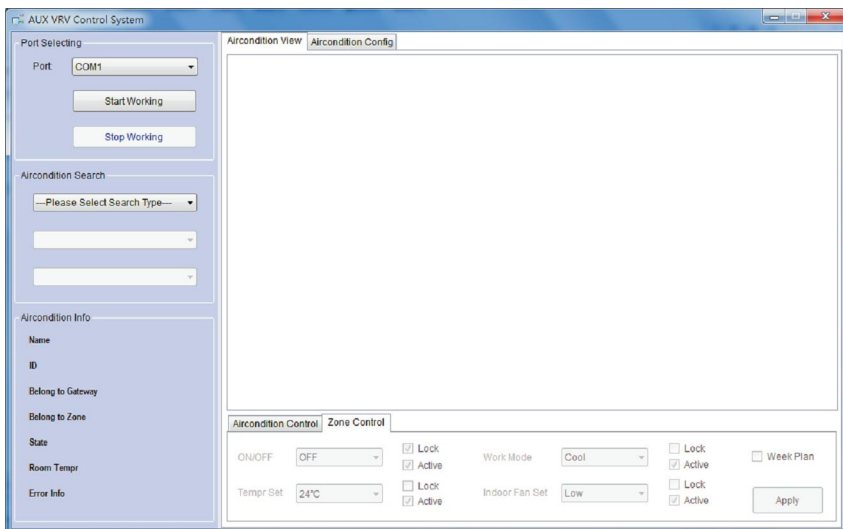 AUX VRV Control System
Port Selecting
Port COM1
Start Working
Stop Working
Aircondition Search
---Please Select Search Type---
Aircondition Info
Name
ID
Belong to Gateway
Belong to Zone
State
Room Tempr
Error Info
Aircondition View Aircondition Config
Aircondition Control Zone Control
ON/OFF OFF Lock Active Work Mode Cool Lock Active Week Plan
Tempr Set 24°C Lock Active Indoor Fan Set Low Lock Active Apply